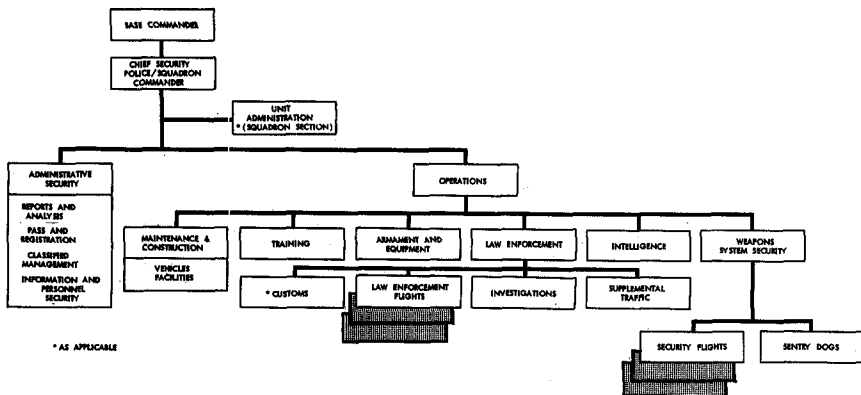 BASE COMMANDER
CHIEF SECURITY
POLICE/SQUADRON
COMMANDER
UNIT
ADMINISTRATION
* (SQUADRON SECTION)
ADMINISTRATIVE
SECURITY
REPORTS AND
ANALYSIS
PASS AND
REGISTRATION
CLASSIFIED
MANAGEMENT
INFORMATION AND
PERSONNEL
SECURITY
OPERATIONS
MAINTENANCE &
CONSTRUCTION
VEHICLES
FACILITIES
TRAINING
ARMAMENT AND
EQUIPMENT
LAW ENFORCEMENT
INTELLIGENCE
WEAPONS
SYSTEM SECURITY
* CUSTOMS
LAW ENFORCEMENT
FLIGHTS
INVESTIGATIONS
SUPPLEMENTAL
TRAFFIC
SECURITY FLIGHTS
SENTRY DOGS
* AS APPLICABLE